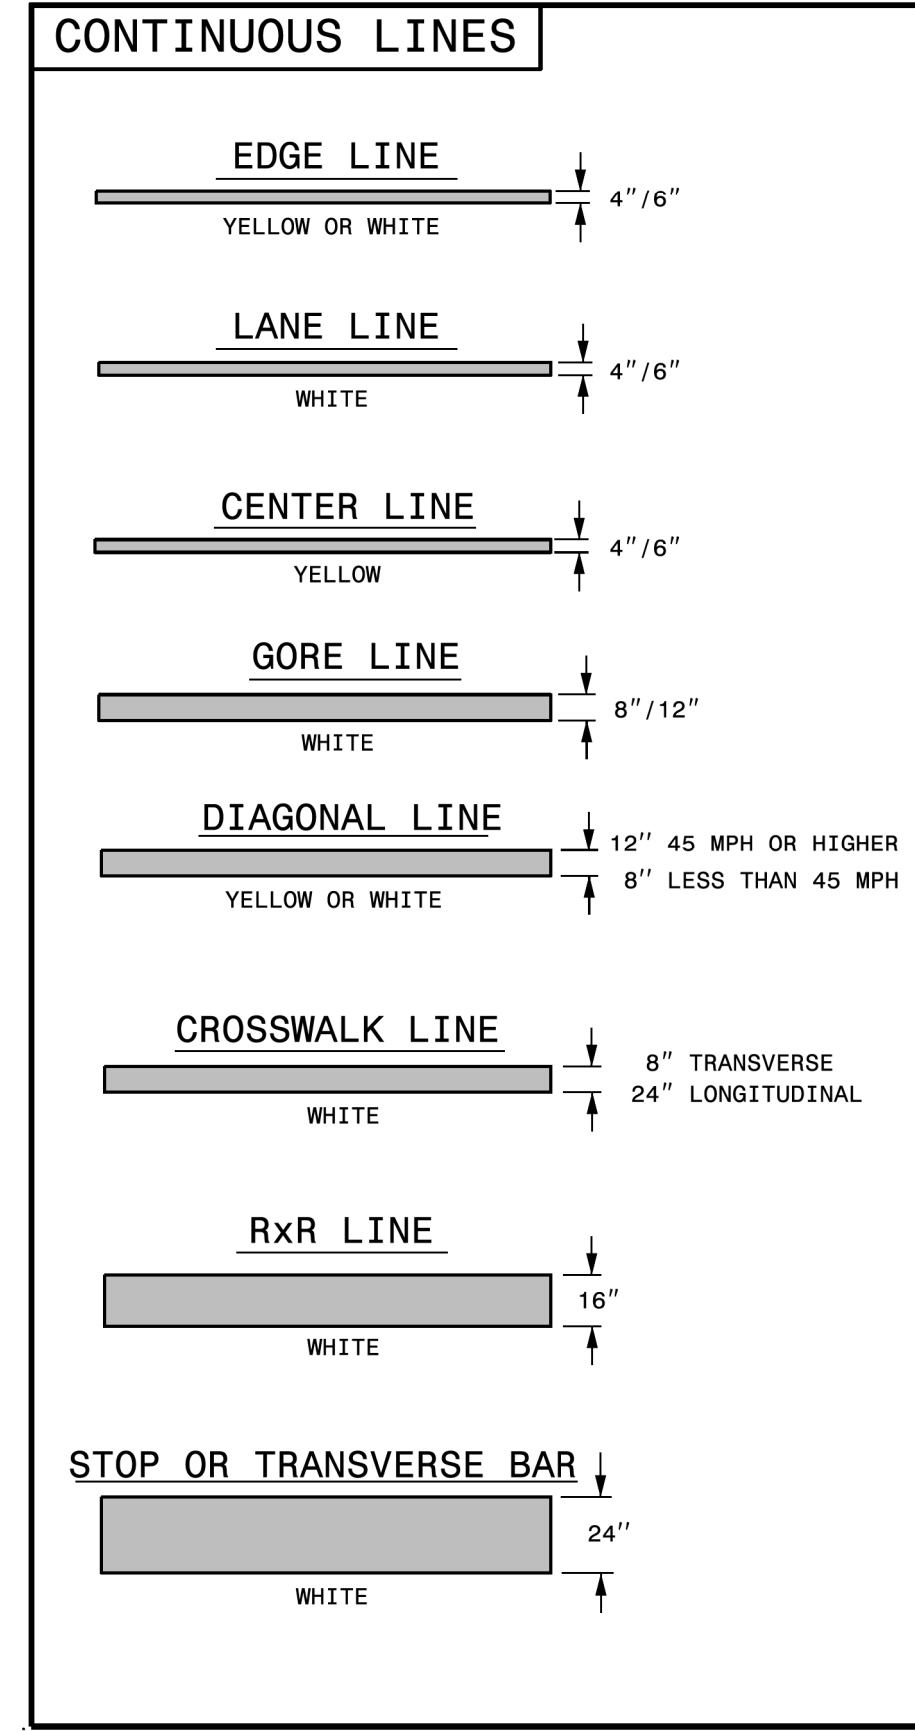 CONTINUOUS LINES
EDGE LINE
4"/6"
YELLOW OR WHITE
LANE LINE
4"/6"
WHITE
CENTER LINE
4"/6"
YELLOW
GORE LINE
8"/12"
WHITE
DIAGONAL LINE
12" 45 MPH OR HIGHER
8" LESS THAN 45 MPH
YELLOW OR WHITE
CROSSWALK LINE
8" TRANSVERSE
24" LONGITUDINAL
WHITE
RxR LINE
16"
WHITE
STOP OR TRANSVERSE BAR
24"
WHITE